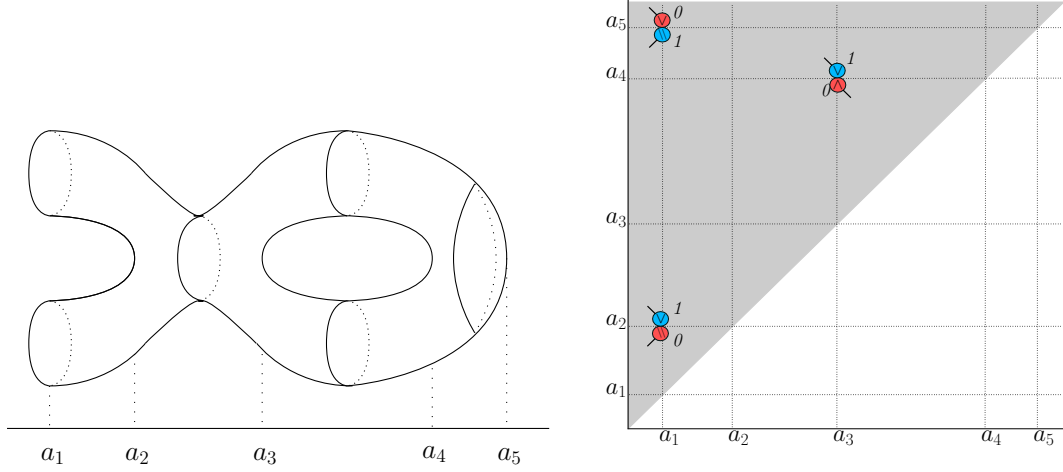 a₁ a₂ a₃ a₄ a₅
a₅ 0
1
a₄ 1
0
a₃
a₂ 1
0
a₁
a₁ a₂ a₃ a₄ a₅